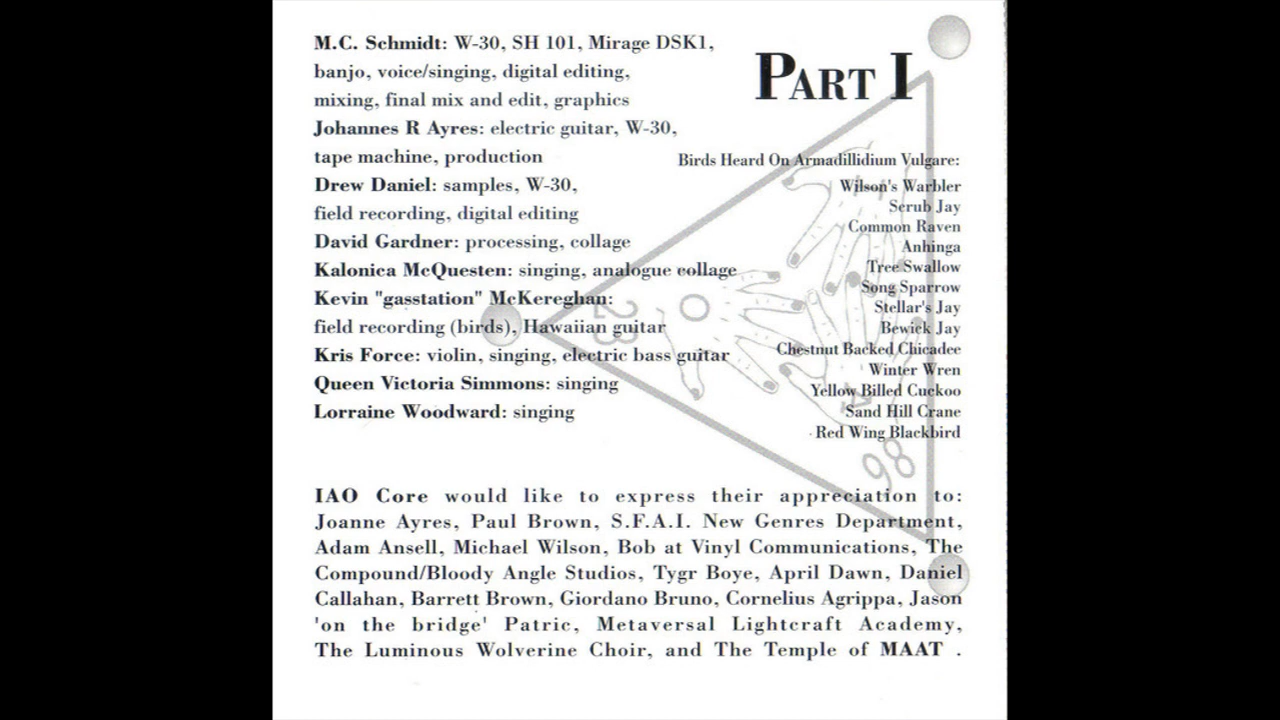 M.C. Schmidt: W-30, SH 101, Mirage DSK1,
banjo, voice/singing, digital editing,
mixing, final mix and edit, graphics
Johannes R Ayres: electric guitar, W-30,
tape machine, production
Drew Daniel: samples, W-30,
field recording, digital editing
David Gardner: processing, collage
Kalonica McQuesten: singing, analogue collage
Kevin "gasstation" McKereghan:
field recording (birds), Hawaiian guitar
Kris Force: violin, singing, electric bass guitar
Queen Victoria Simmons: singing
Lorraine Woodward: singing
PART I
Birds Heard On Armadillidium Vulgare:
Wilson's Warbler
Scrub Jay
Common Raven
Anhinga
Tree Swallow
Song Sparrow
Stellar's Jay
Bewick Jay
Chestnut Backed Chicadee
Winter Wren
Yellow Billed Cuckoo
Sand Hill Crane
Red Wing Blackbird
O
23
4
86
IAO Core would like to express their appreciation to:
Joanne Ayres, Paul Brown, S.F.A.I. New Genres Department,
Adam Ansell, Michael Wilson, Bob at Vinyl Communications, The
Compound/Bloody Angle Studios, Tygr Boye, April Dawn, Daniel
Callahan, Barrett Brown, Giordano Bruno, Cornelius Agrippa, Jason
'on the bridge' Patric, Metaversal Lightcraft Academy,
The Luminous Wolverine Choir, and The Temple of MAAT .